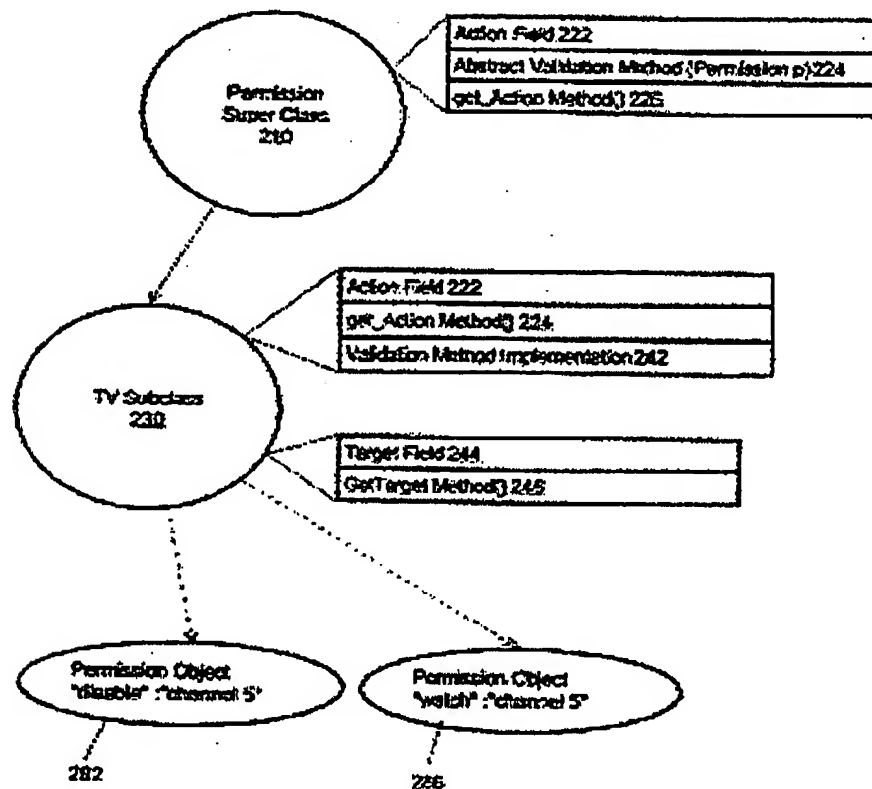 Action Field 222
Abstract Validation Method (Permission p) 224
get_Action Method() 226
Permission
Super Class
210
Action Field 222
get_Action Method() 224
Validation Method Implementation 242
TV Subclass
230
Target Field 244
GetTarget Method() 246
Permission Object
"disable" :"channel 5"
Permission Object
"watch" :"channel 5"
282
286